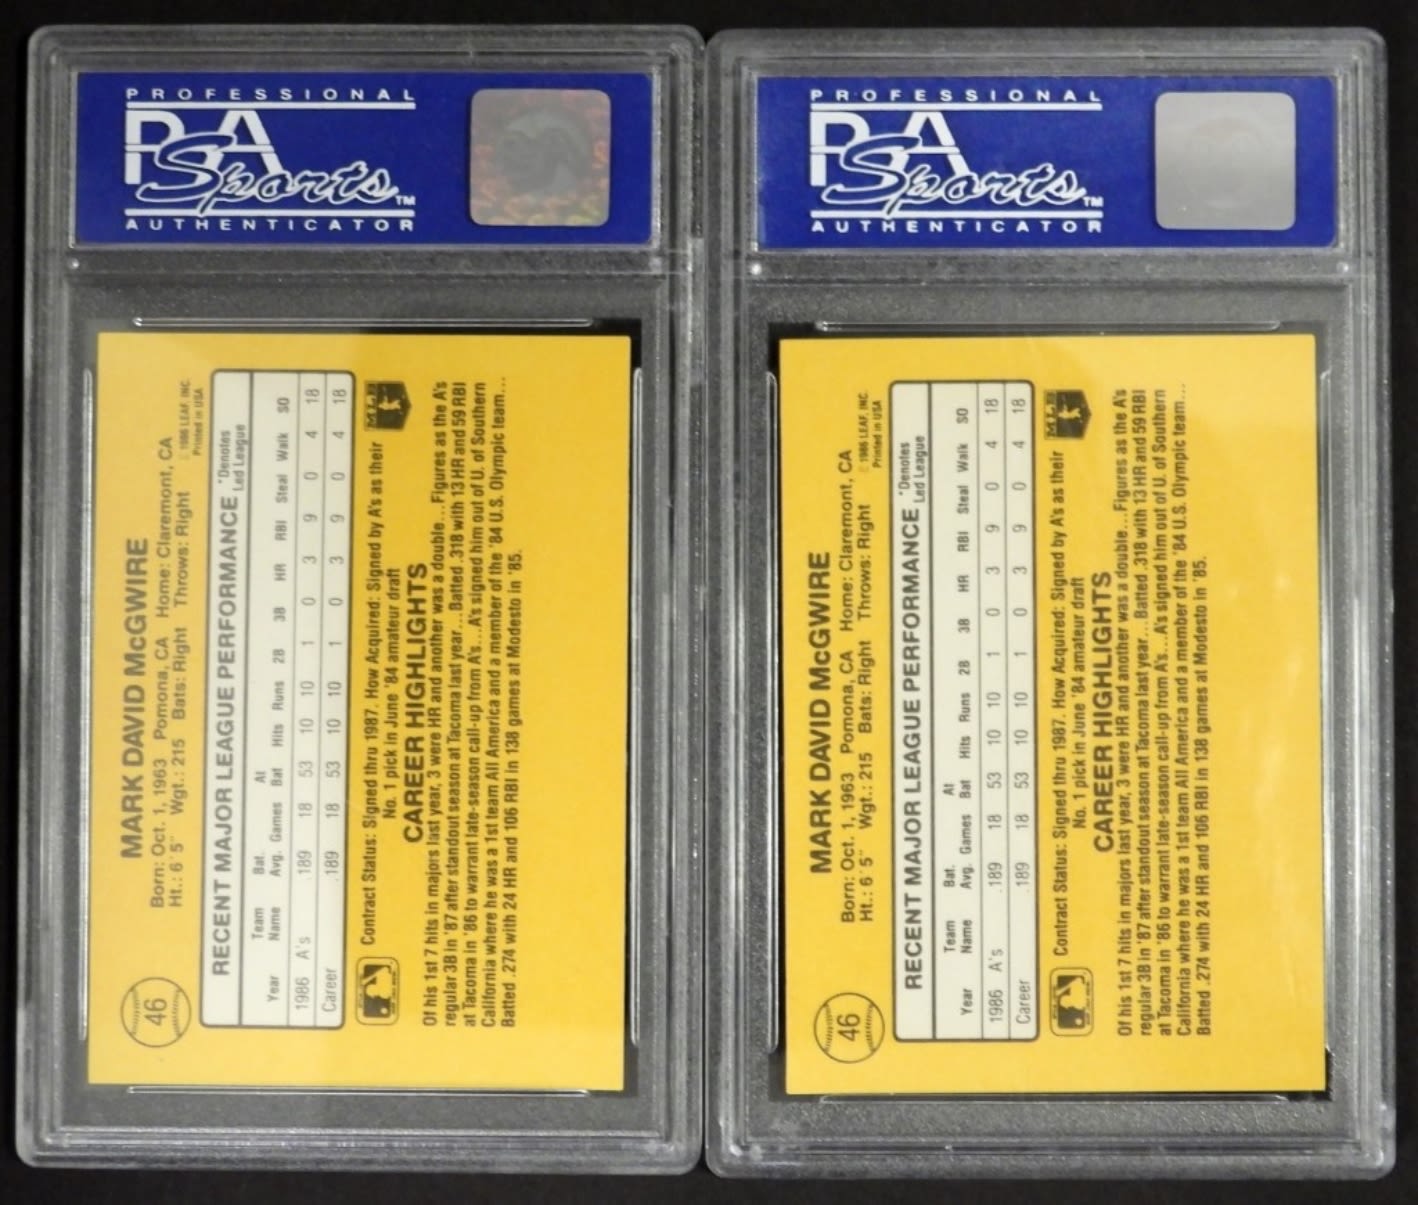 PROFESSIONAL
PSA
Sports™
AUTHENTICATOR
46
MARK DAVID McGWIRE
Born: Oct. 1, 1963 Pomona, CA Home: Claremont, CA
Ht.: 6'5" Wgt.: 215 Bats: Right Throws: Right
© 1986 LEAF, INC.
Printed in USA
RECENT MAJOR LEAGUE PERFORMANCE
*Denotes
Led League
Year Team Name Bat. Avg. Games At Bat Hits Runs 2B 3B HR RBI Steal Walk SO
1986 A's .189 18 53 10 10 1 0 3 9 0 4 18
Career .189 18 53 10 10 1 0 3 9 0 4 18
Contract Status: Signed thru 1987. How Acquired: Signed by A's as their
No. 1 pick in June '84 amateur draft
MLB
CAREER HIGHLIGHTS
Of his 1st 7 hits in majors last year, 3 were HR and another was a double...Figures as the A's
regular 3B in '87 after standout season at Tacoma last year...Batted .318 with 13 HR and 59 RBI
at Tacoma in '86 to warrant late-season call-up from A's...A's signed him out of U. of Southern
California where he was a 1st team All America and a member of the '84 U.S. Olympic team...
Batted .274 with 24 HR and 106 RBI in 138 games at Modesto in '85.
PROFESSIONAL
PSA
Sports™
AUTHENTICATOR
46
MARK DAVID McGWIRE
Born: Oct. 1, 1963 Pomona, CA Home: Claremont, CA
Ht.: 6'5" Wgt.: 215 Bats: Right Throws: Right
© 1986 LEAF, INC.
Printed in USA
RECENT MAJOR LEAGUE PERFORMANCE
*Denotes
Led League
Year Team Name Bat. Avg. Games At Bat Hits Runs 2B 3B HR RBI Steal Walk SO
1986 A's .189 18 53 10 10 1 0 3 9 0 4 18
Career .189 18 53 10 10 1 0 3 9 0 4 18
Contract Status: Signed thru 1987. How Acquired: Signed by A's as their
No. 1 pick in June '84 amateur draft
MLB
CAREER HIGHLIGHTS
Of his 1st 7 hits in majors last year, 3 were HR and another was a double...Figures as the A's
regular 3B in '87 after standout season at Tacoma last year...Batted .318 with 13 HR and 59 RBI
at Tacoma in '86 to warrant late-season call-up from A's...A's signed him out of U. of Southern
California where he was a 1st team All America and a member of the '84 U.S. Olympic team...
Batted .274 with 24 HR and 106 RBI in 138 games at Modesto in '85.